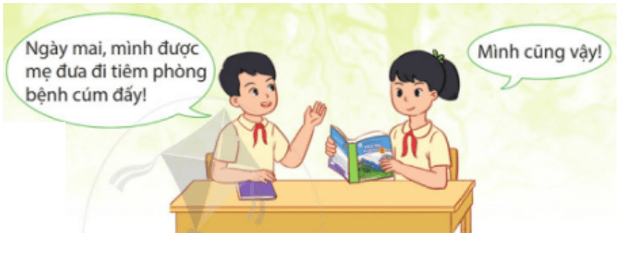 Ngày mai, mình được
mẹ đưa đi tiêm phòng
bệnh cúm đấy!
Mình cũng vậy!